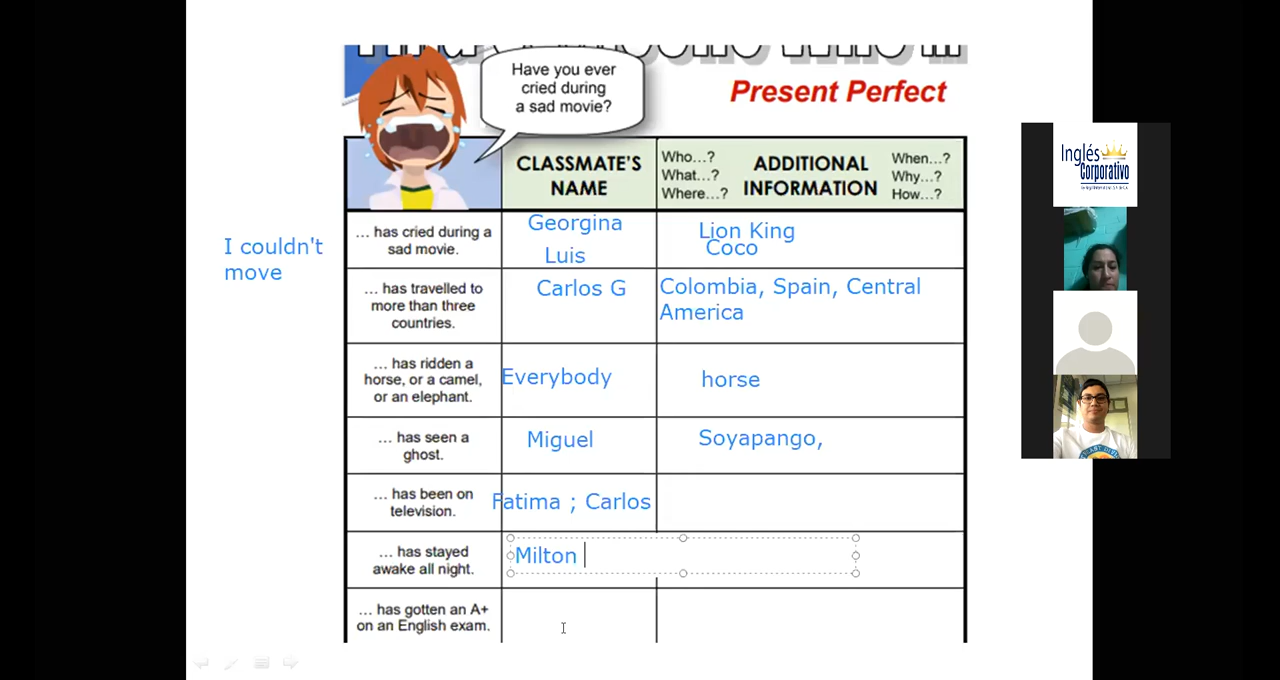 Have you ever
cried during
a sad movie?
Present Perfect
CLASSMATE'S
NAME
Who...?
What...?
Where...?
ADDITIONAL
INFORMATION
When...?
Why...?
How...?
... has cried during a
sad movie.
Georgina
Luis
Lion King
Coco
I couldn't
move
... has travelled to
more than three
countries.
Carlos G
Colombia, Spain, Central
America
... has ridden a
horse, or a camel,
or an elephant.
Everybody
horse
... has seen a
ghost.
Miguel
Soyapango,
... has been on
television.
Fatima ; Carlos
... has stayed
awake all night.
Milton
... has gotten an A+
on an English exam.
Inglés
Corporativo